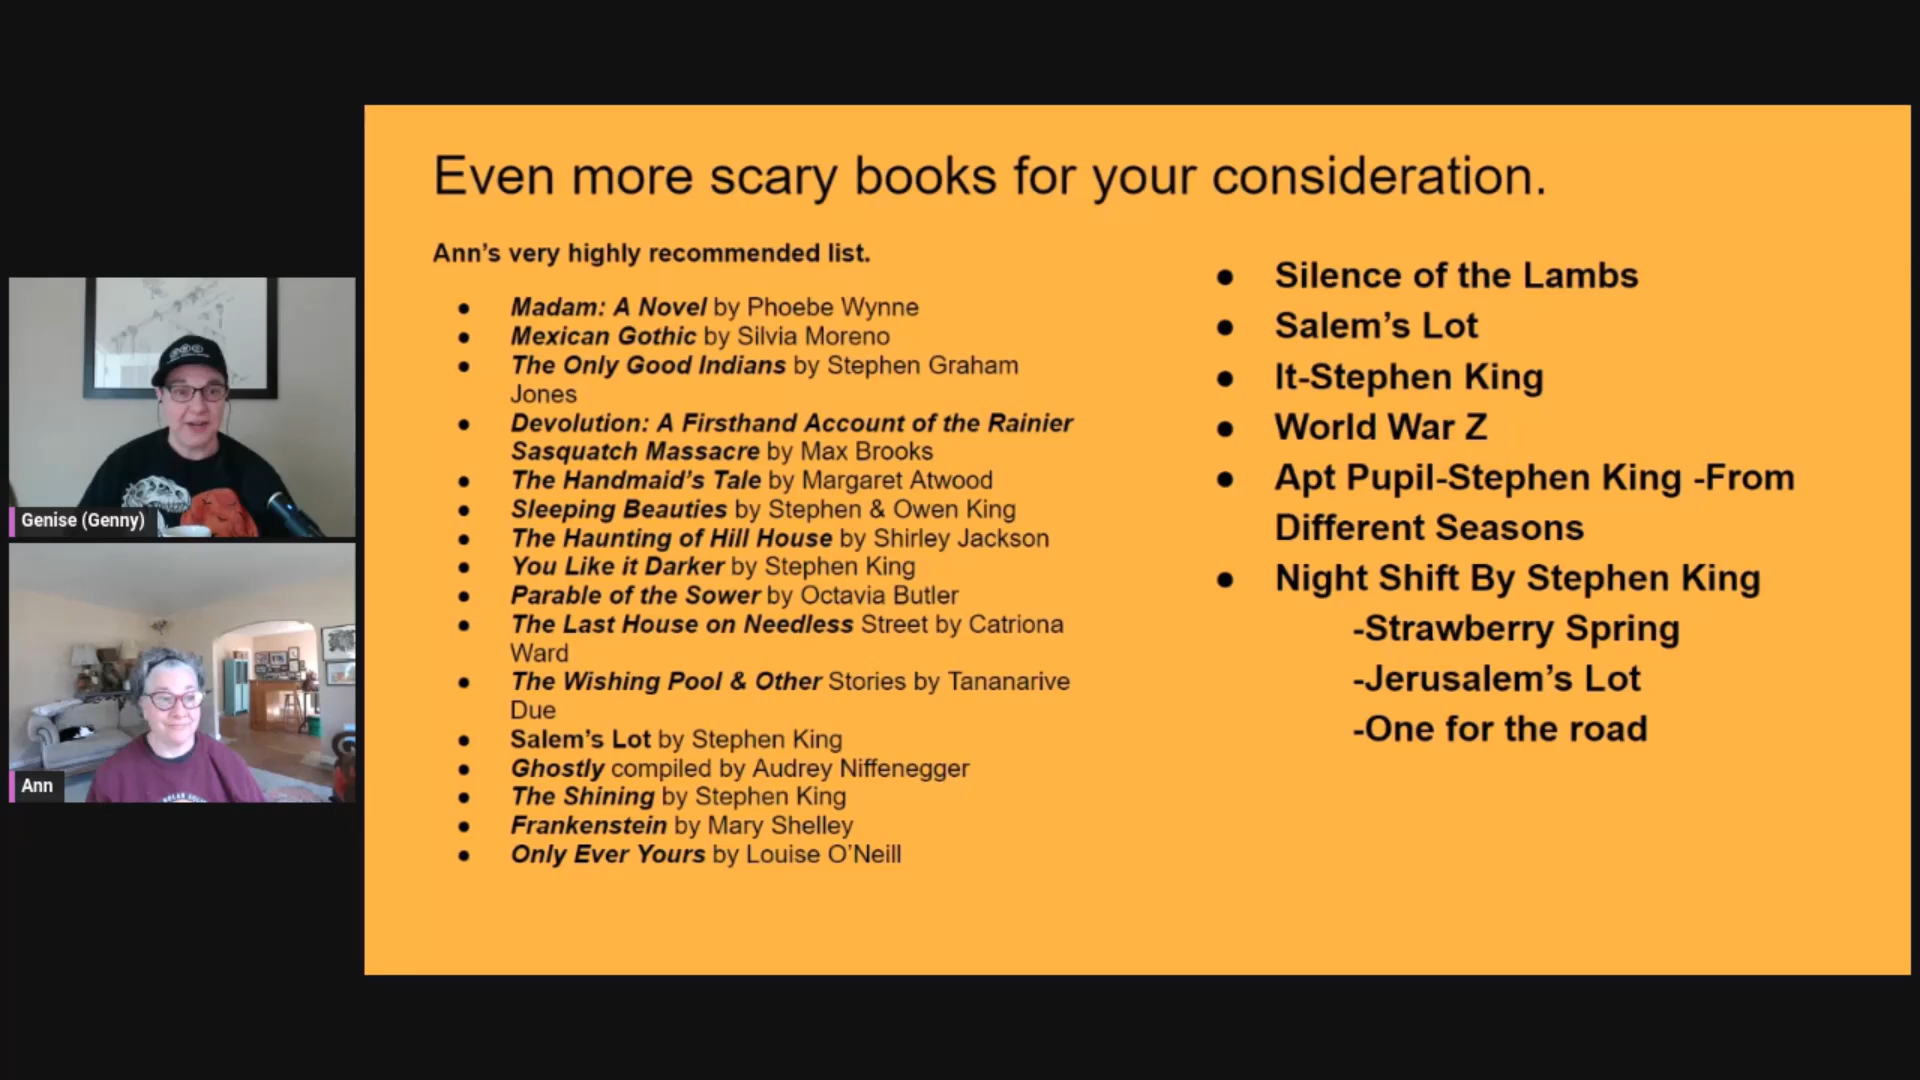 Even more scary books for your consideration.
Ann’s very highly recommended list.
● Madam: A Novel by Phoebe Wynne
● Mexican Gothic by Silvia Moreno
● The Only Good Indians by Stephen Graham
Jones
● Devolution: A Firsthand Account of the Rainier
Sasquatch Massacre by Max Brooks
● The Handmaid’s Tale by Margaret Atwood
● Sleeping Beauties by Stephen & Owen King
● The Haunting of Hill House by Shirley Jackson
● You Like it Darker by Stephen King
● Parable of the Sower by Octavia Butler
● The Last House on Needless Street by Catriona
Ward
● The Wishing Pool & Other Stories by Tananarive
Due
● Salem’s Lot by Stephen King
● Ghostly compiled by Audrey Niffenegger
● The Shining by Stephen King
● Frankenstein by Mary Shelley
● Only Ever Yours by Louise O’Neill
● Silence of the Lambs
● Salem’s Lot
● It-Stephen King
● World War Z
● Apt Pupil-Stephen King -From
Different Seasons
● Night Shift By Stephen King
-Strawberry Spring
-Jerusalem’s Lot
-One for the road
Genise (Genny)
Ann